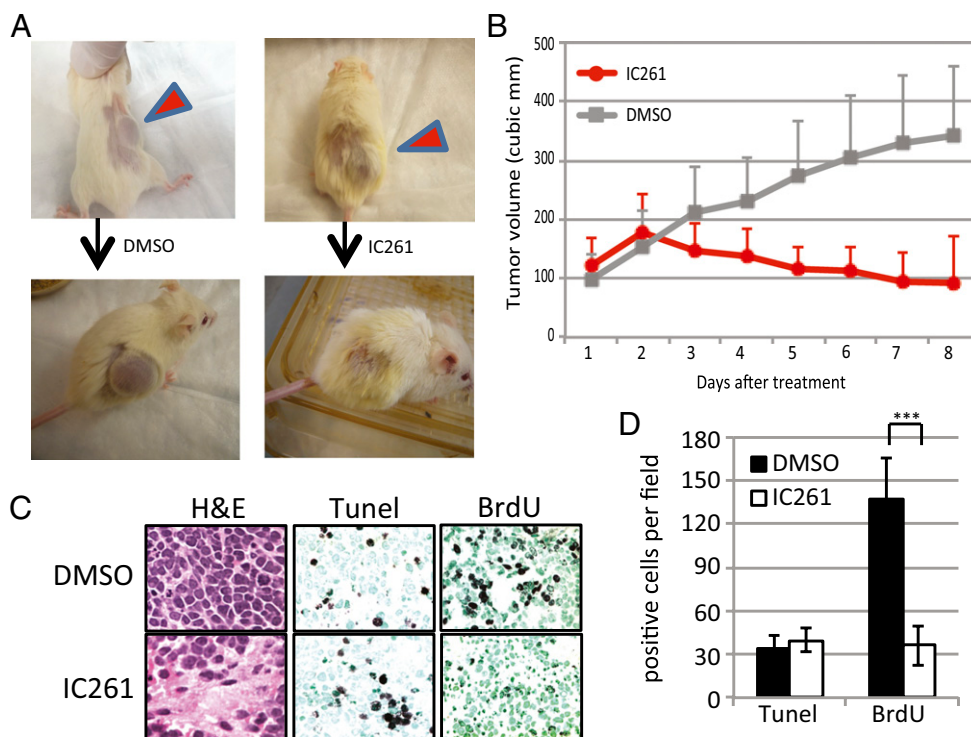 A
DMSO
IC261
B
Tumor volume (cubic mm)
500
400
300
200
100
0
IC261
DMSO
1 2 3 4 5 6 7 8
Days after treatment
C
H&E Tunel BrdU
DMSO
IC261
D
positive cells per field
180
150
120
90
60
30
0
***
DMSO
IC261
Tunel BrdU